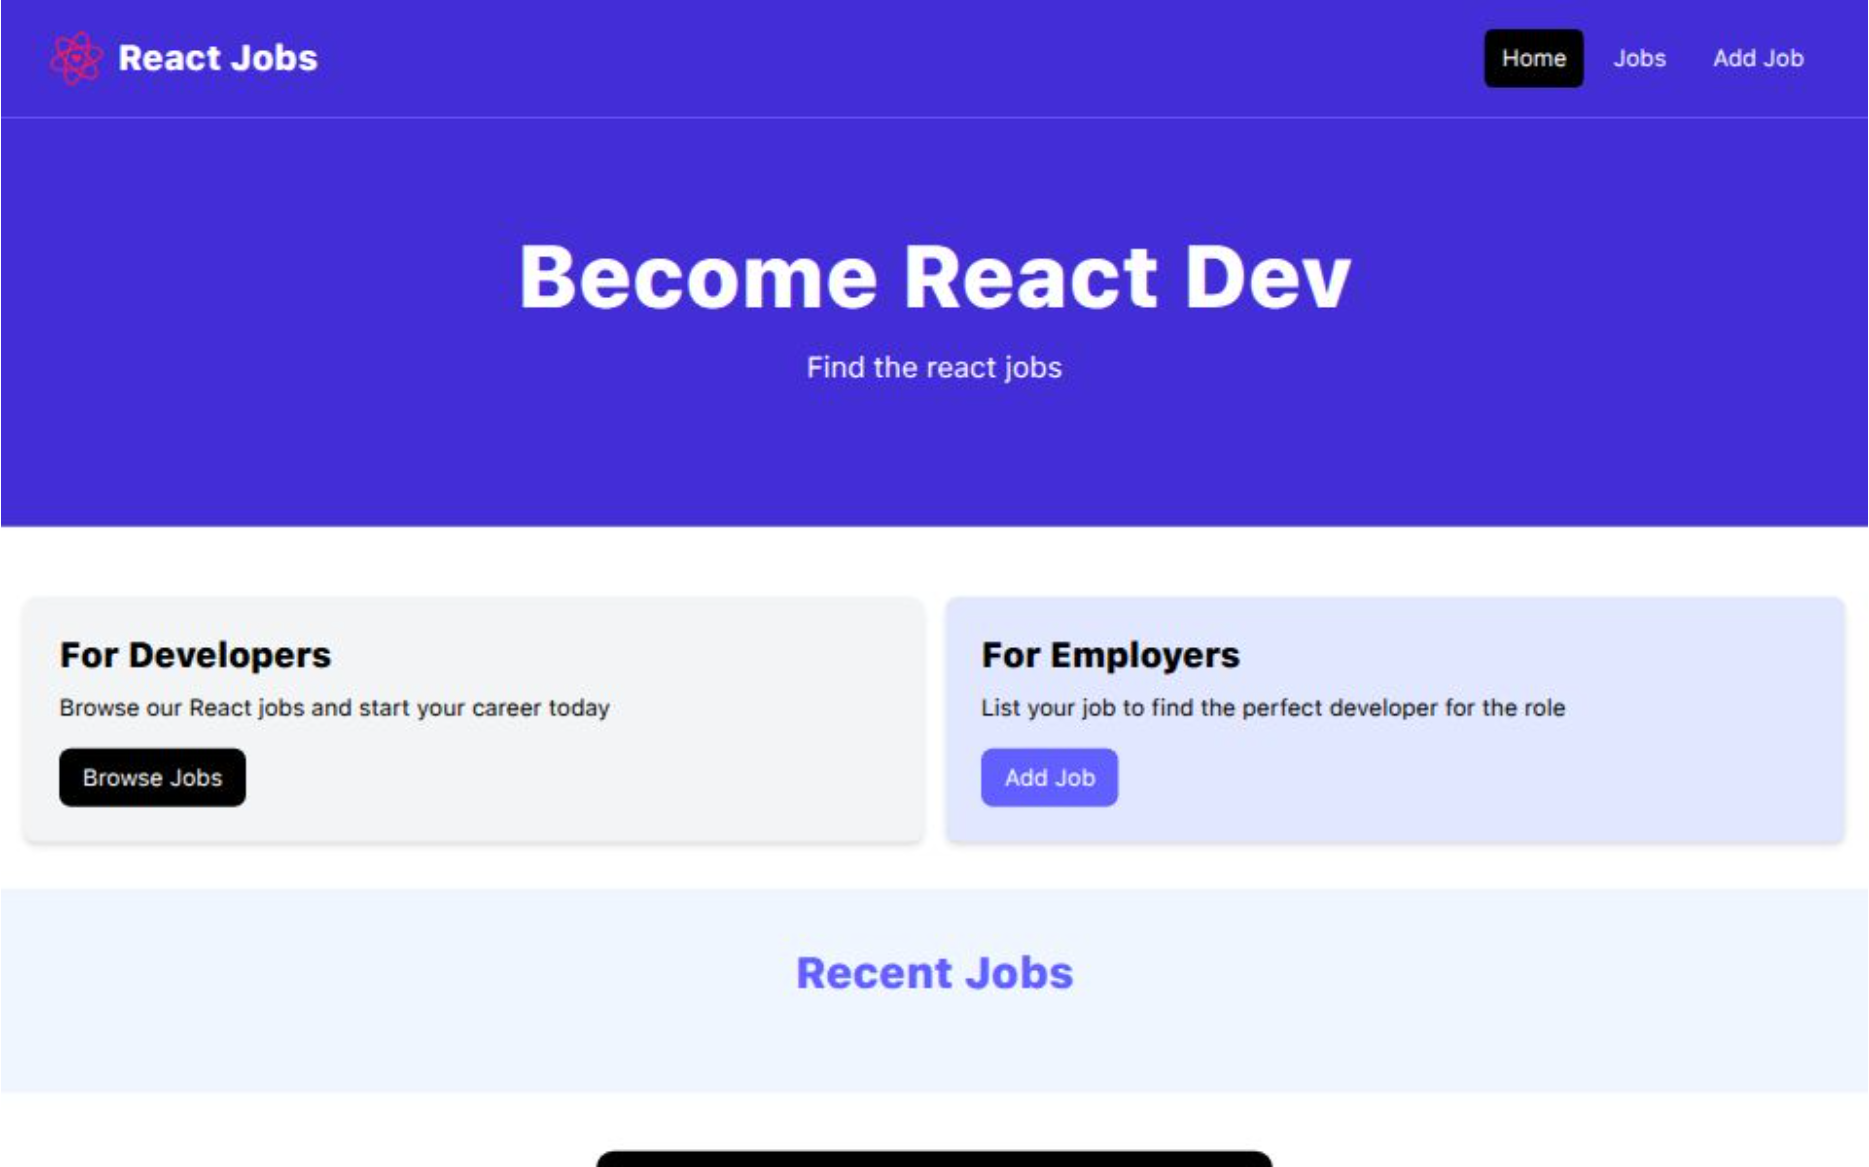 React Jobs
Home Jobs Add Job
Become React Dev
Find the react jobs
For Developers
Browse our React jobs and start your career today
Browse Jobs
For Employers
List your job to find the perfect developer for the role
Add Job
Recent Jobs